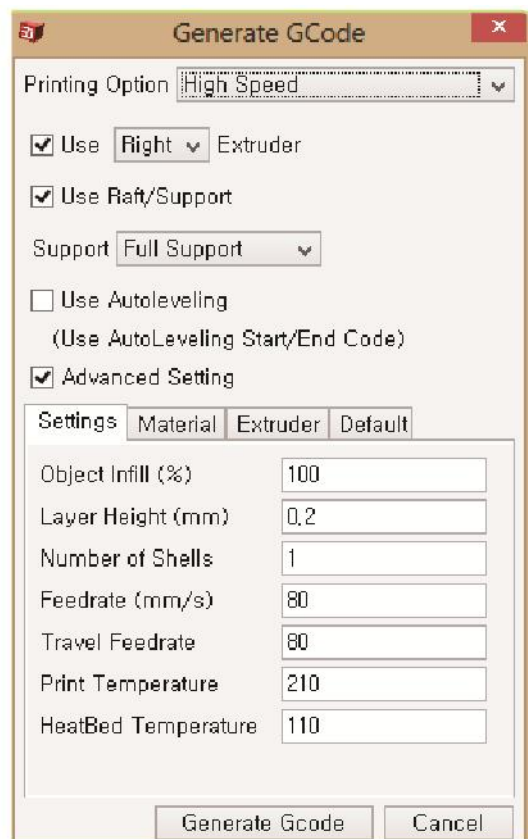 Generate GCode
Printing Option High Speed
Use Right Extruder
Use Raft/Support
Support Full Support
Use Autoleveling
(Use AutoLeveling Start/End Code)
Advanced Setting
Settings Material Extruder Default
Object Infill (%) 100
Layer Height (mm) 0.2
Number of Shells 1
Feedrate (mm/s) 80
Travel Feedrate 80
Print Temperature 210
HeatBed Temperature 110
Generate Gcode Cancel